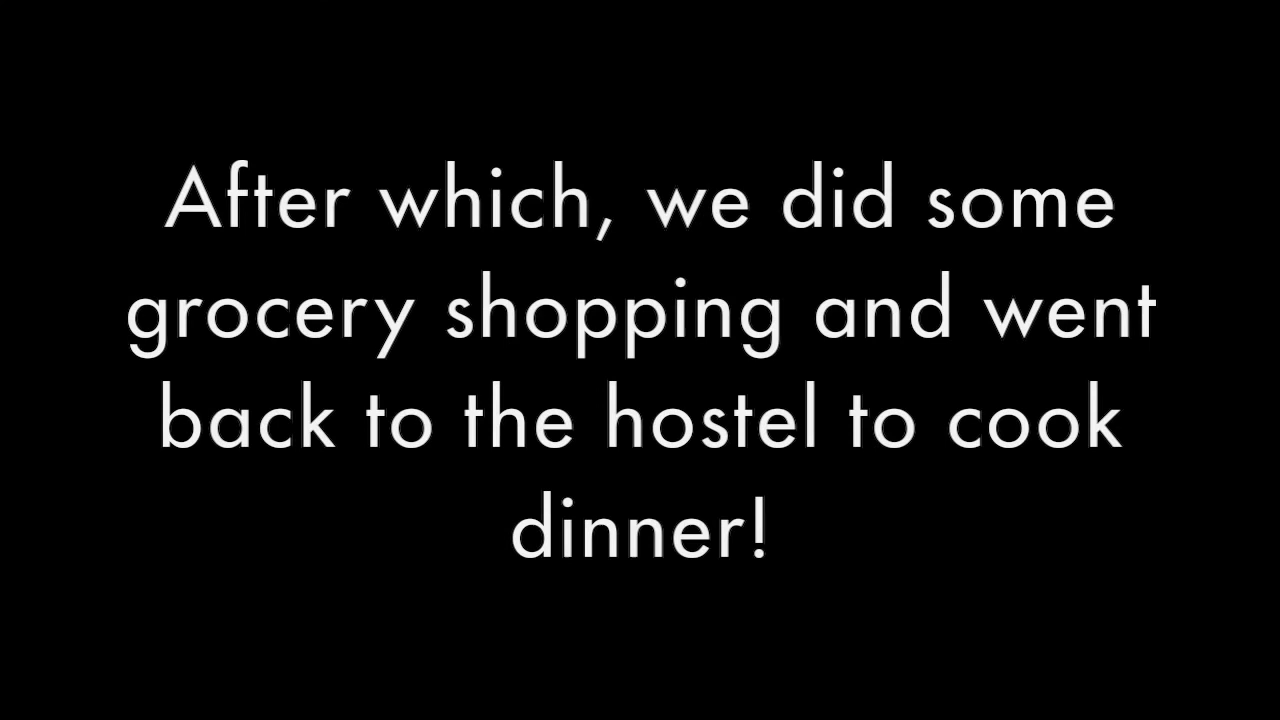 After which, we did some
grocery shopping and went
back to the hostel to cook
dinner!